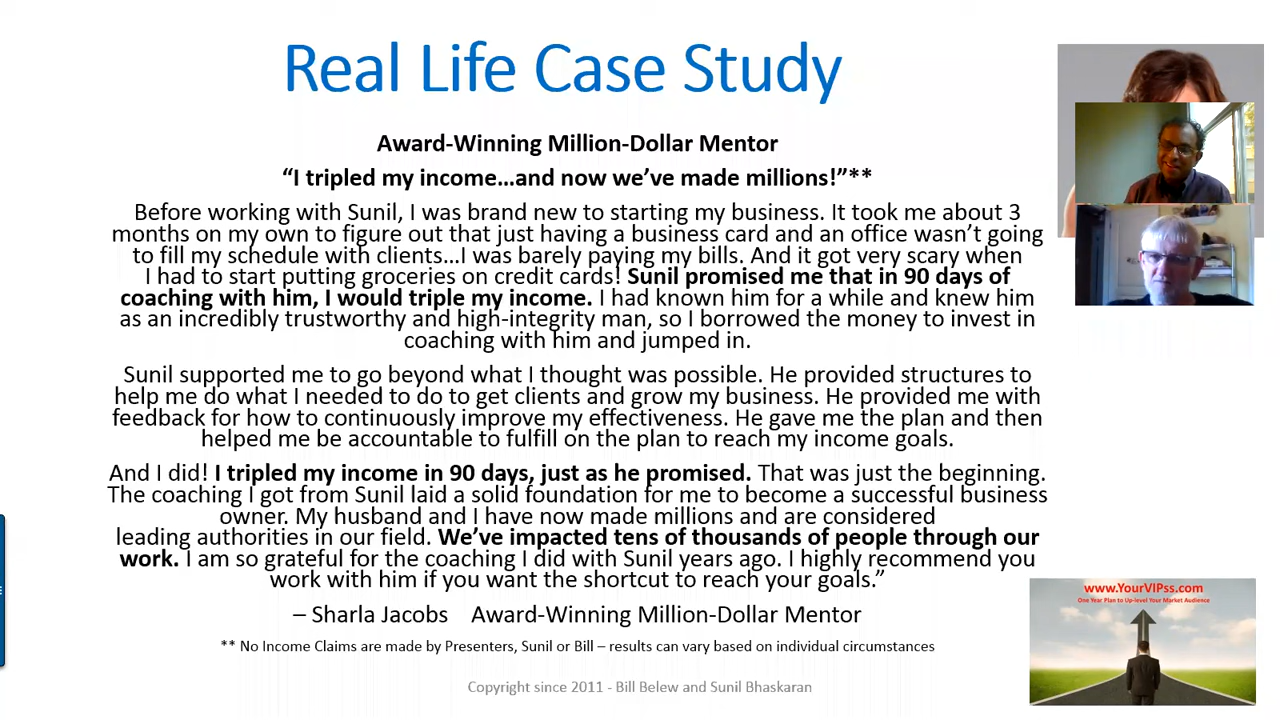 Real Life Case Study
Award-Winning Million-Dollar Mentor
“I tripled my income…and now we’ve made millions!”**
Before working with Sunil, I was brand new to starting my business. It took me about 3
months on my own to figure out that just having a business card and an office wasn’t going
to fill my schedule with clients…I was barely paying my bills. And it got very scary when
I had to start putting groceries on credit cards! Sunil promised me that in 90 days of
coaching with him, I would triple my income. I had known him for a while and knew him
as an incredibly trustworthy and high-integrity man, so I borrowed the money to invest in
coaching with him and jumped in.
Sunil supported me to go beyond what I thought was possible. He provided structures to
help me do what I needed to do to get clients and grow my business. He provided me with
feedback for how to continuously improve my effectiveness. He gave me the plan and then
helped me be accountable to fulfill on the plan to reach my income goals.
And I did! I tripled my income in 90 days, just as he promised. That was just the beginning.
The coaching I got from Sunil laid a solid foundation for me to become a successful business
owner. My husband and I have now made millions and are considered
leading authorities in our field. We’ve impacted tens of thousands of people through our
work. I am so grateful for the coaching I did with Sunil years ago. I highly recommend you
work with him if you want the shortcut to reach your goals.”
– Sharla Jacobs Award-Winning Million-Dollar Mentor
** No Income Claims are made by Presenters, Sunil or Bill – results can vary based on individual circumstances
Copyright since 2011 - Bill Belew and Sunil Bhaskaran
www.YourVIPss.com
One Year Plan to Up-level Your Market Audience